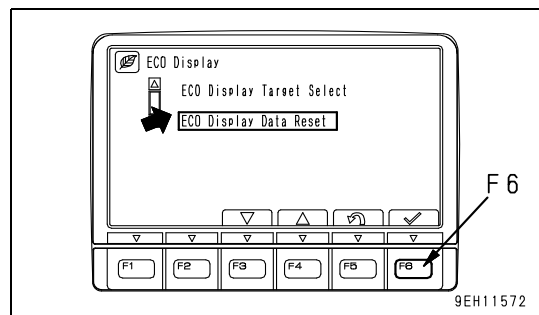 ECO Display
ECO Display Target Select
ECO Display Data Reset
F6
F1 F2 F3 F4 F5 F6
9EH11572